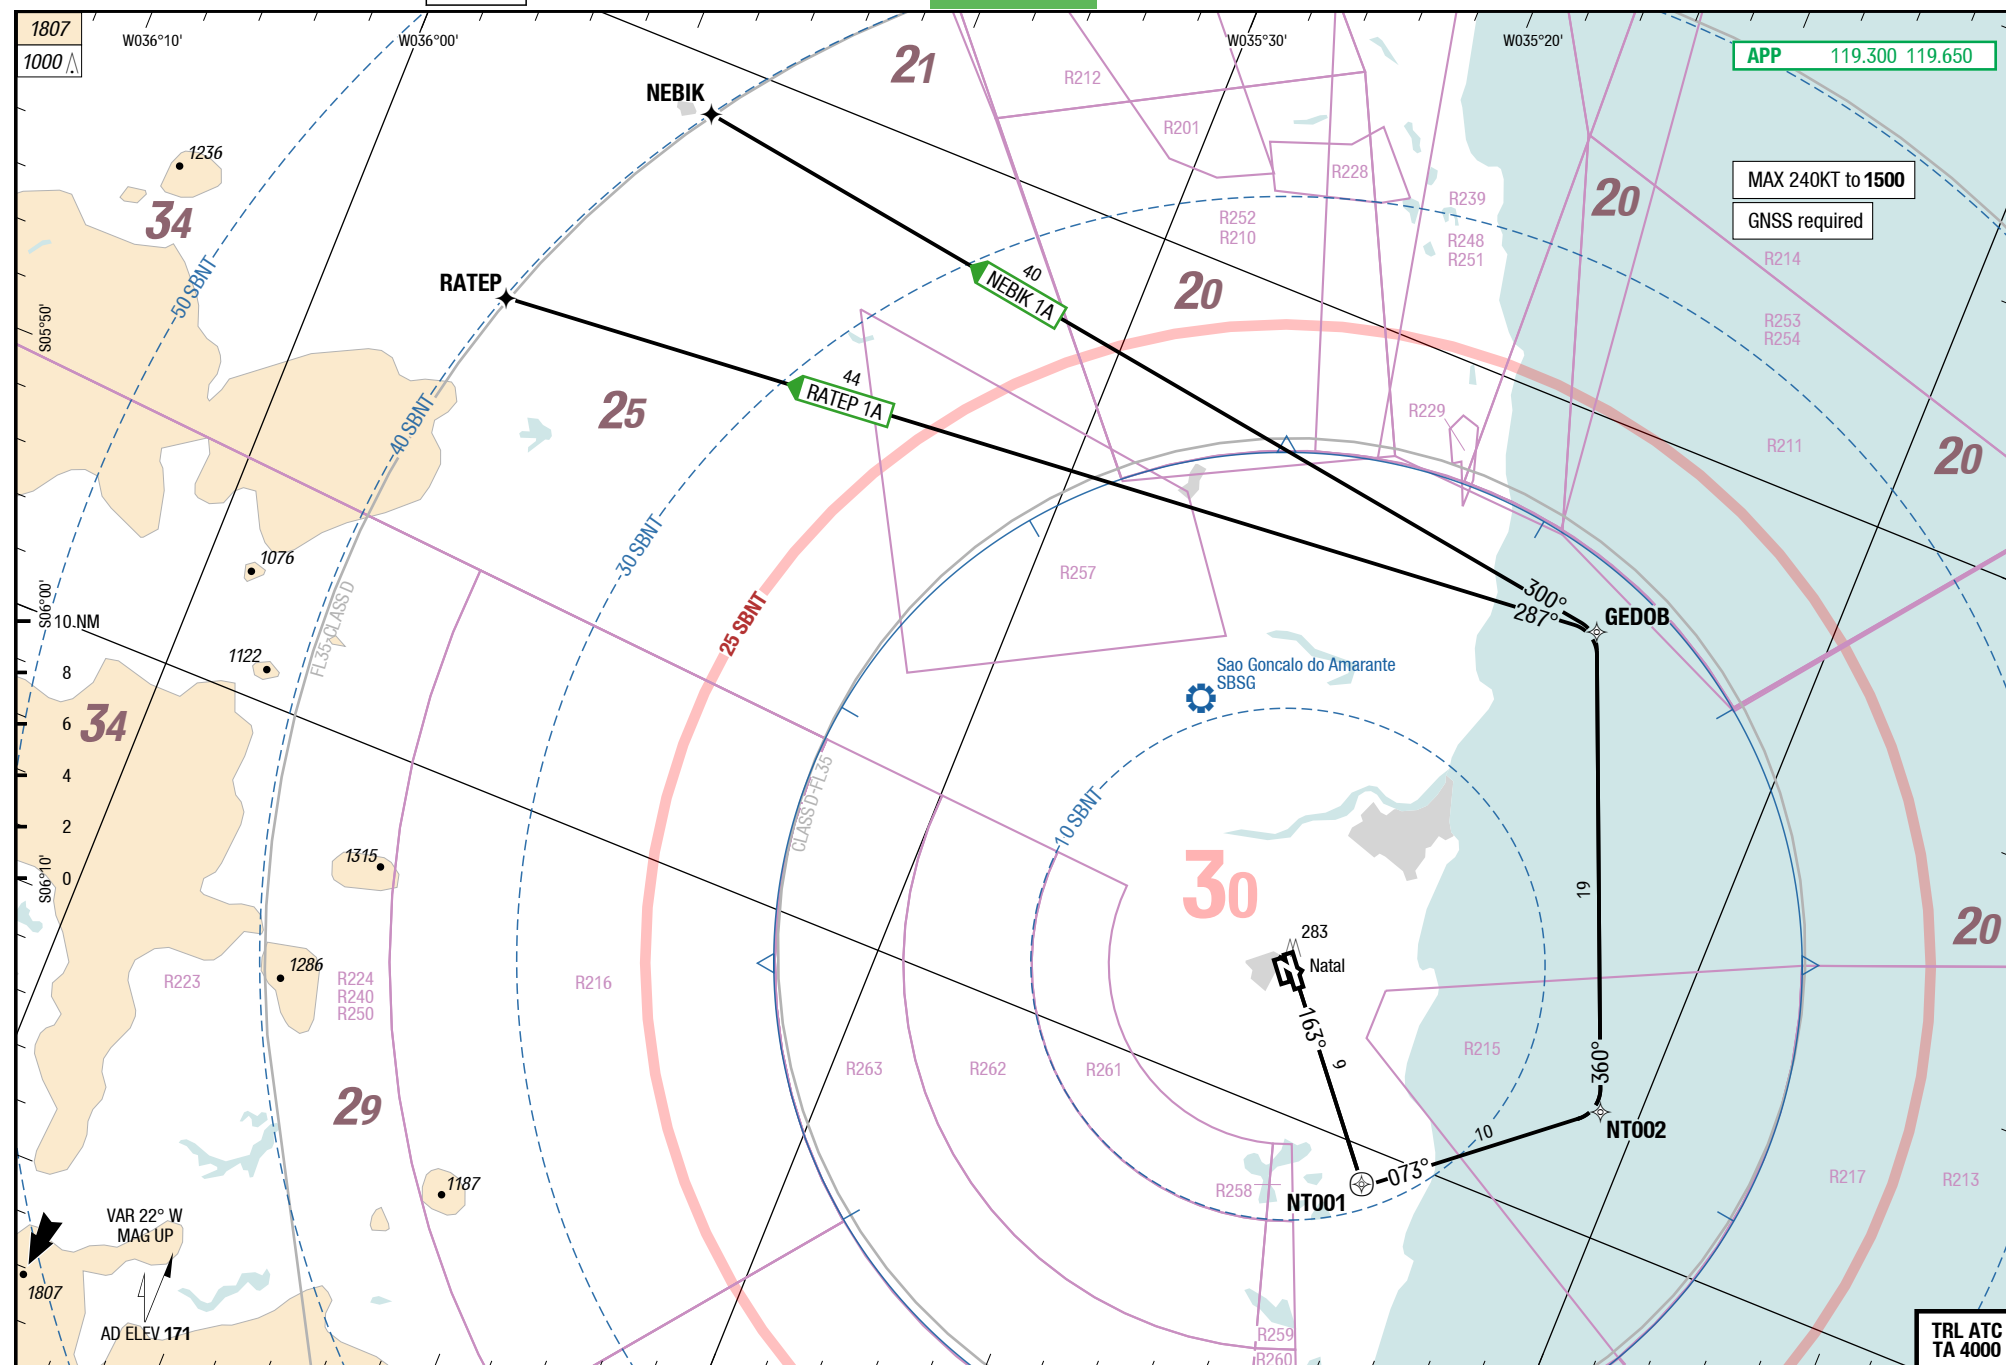 1807
1000
W036°10'
W036°00'
W035°30'
W035°20'
APP 119.300 119.650
21
R212
NEBIK
R201
1236
R228
MAX 240KT to 1500
GNSS required
34
20
R239
R252
R210
R248
R251
R214
50 SBNT
RATEP
40
NEBIK 1A
20
S05°50'
R253
R254
44
RATEP 1A
25
40 SBNT
R229
R211
20
30 SBNT
1076
R257
300°
287°
GEDOB
S06°00'
10 NM
FL35-CLASS D
25 SBNT
1122
8
Sao Goncalo do Amarante
SBSG
34
6
4
CLASS D-FL35
10 SBNT
2
1315
S06°10'
0
30
19
283
Natal
20
1286
R223
R224
R240
R250
R216
163°
9
R215
360°
R263
R262
R261
29
10
NT002
073°
1187
R258
NT001
R217
R213
VAR 22° W
MAG UP
1807
AD ELEV 171
R259
R260
TRL ATC
TA 4000